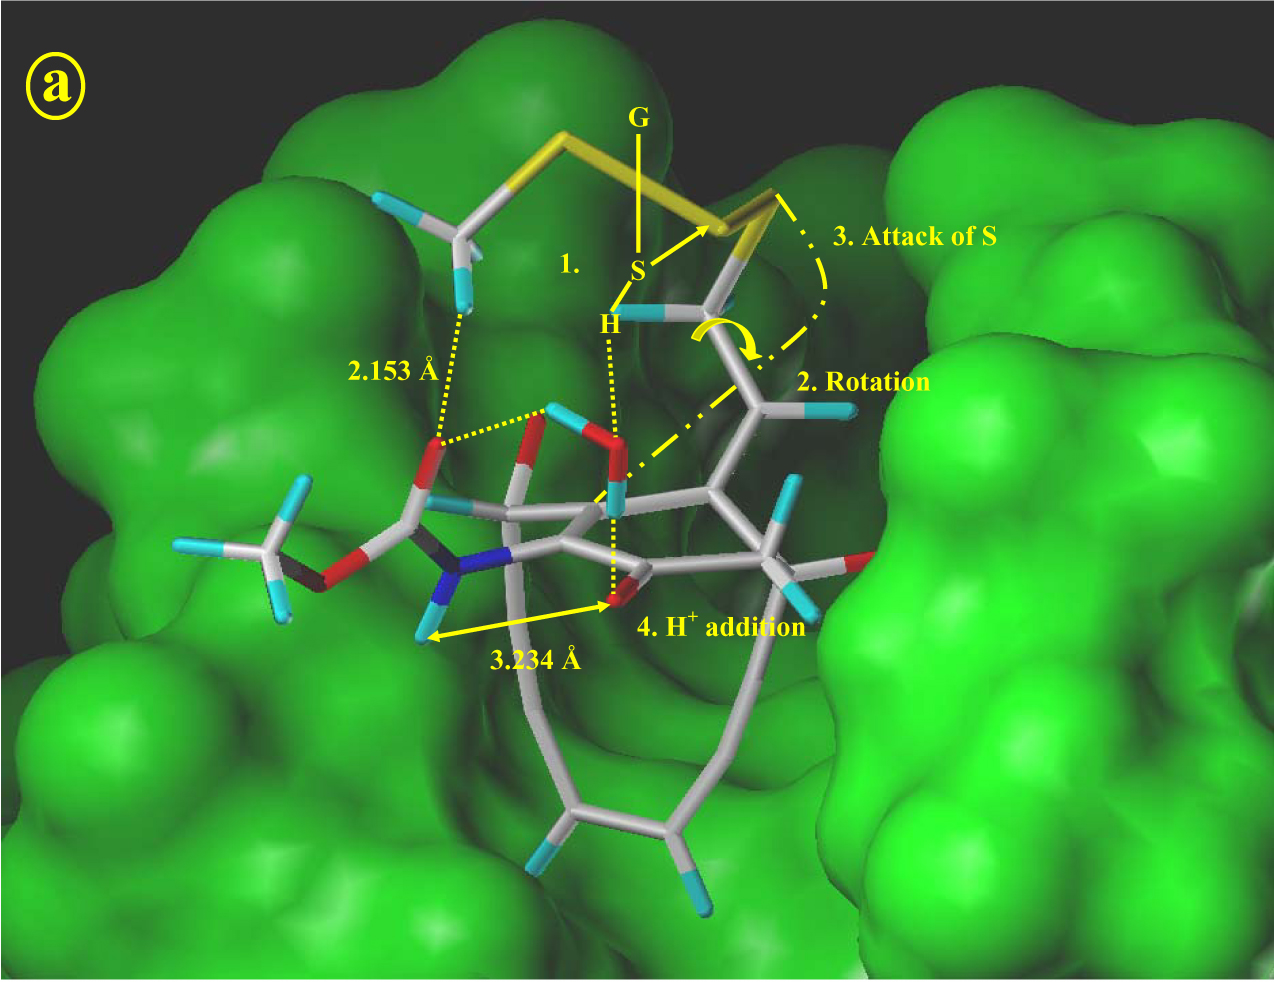 a
G
3. Attack of S
1.
S
H
2.153 Å
2. Rotation
4. H+ addition
3.234 Å